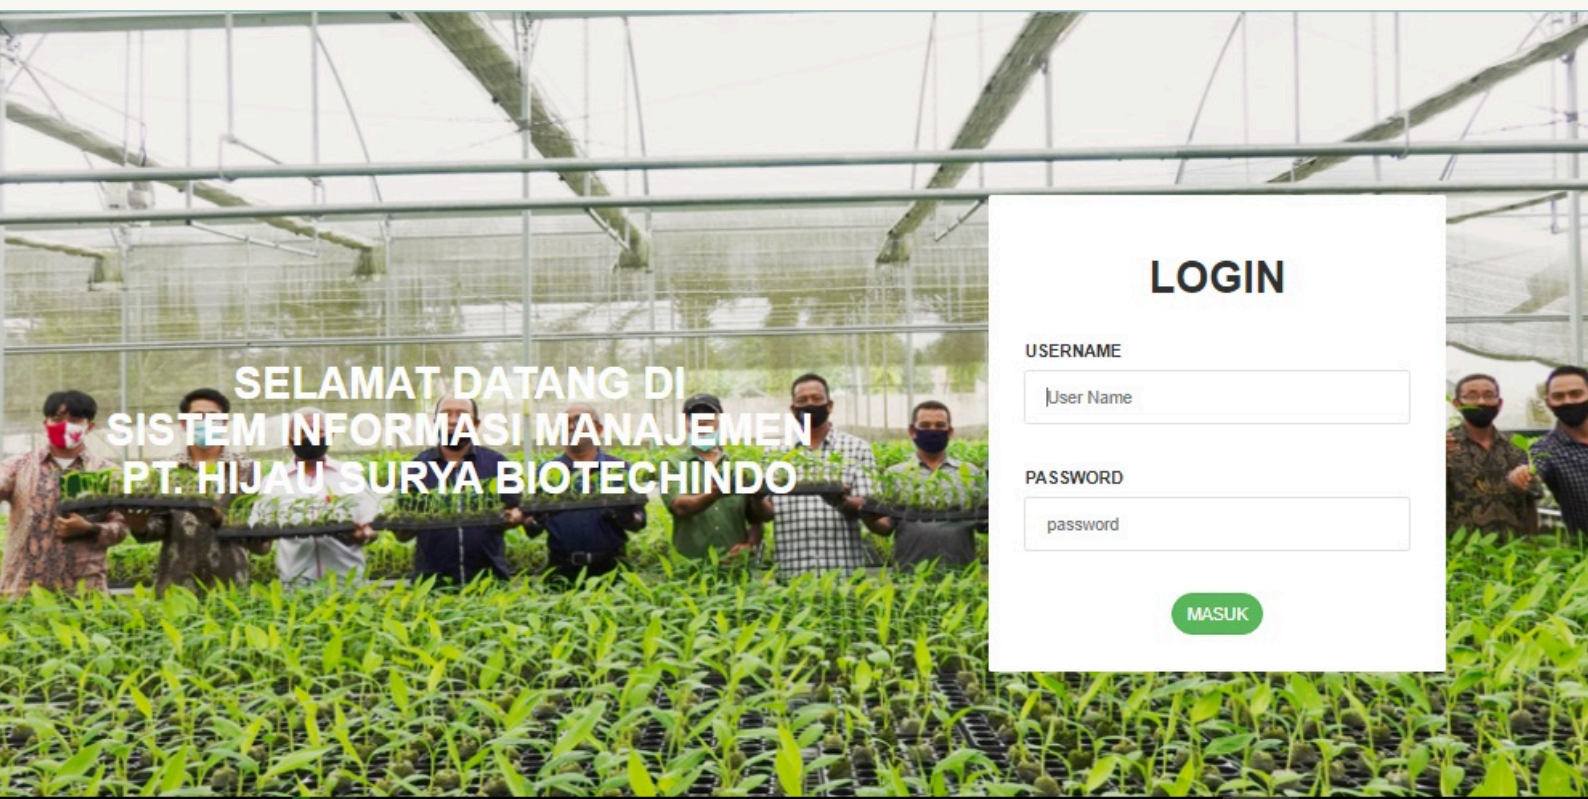 SELAMAT DATANG DI
SISTEM INFORMASI MANAJEMEN
PT. HIJAU SURYA BIOTECHINDO
LOGIN
USERNAME
User Name
PASSWORD
password
MASUK